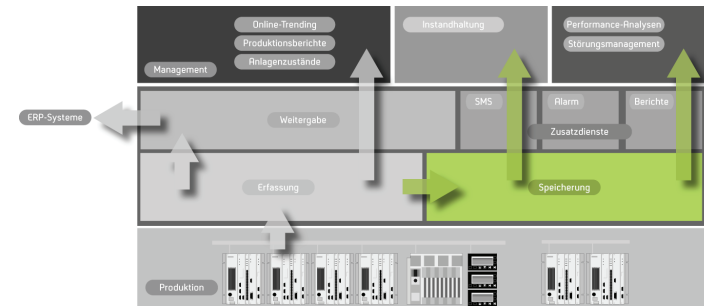 Online-Trending
Produktionsberichte
Anlagenzustände
Management
Instandhaltung
Performance-Analysen
Störungsmanagement
ERP-Systeme
Weitergabe
SMS
Alarm
Berichte
Zusatzdienste
Erfassung
Speicherung
Produktion